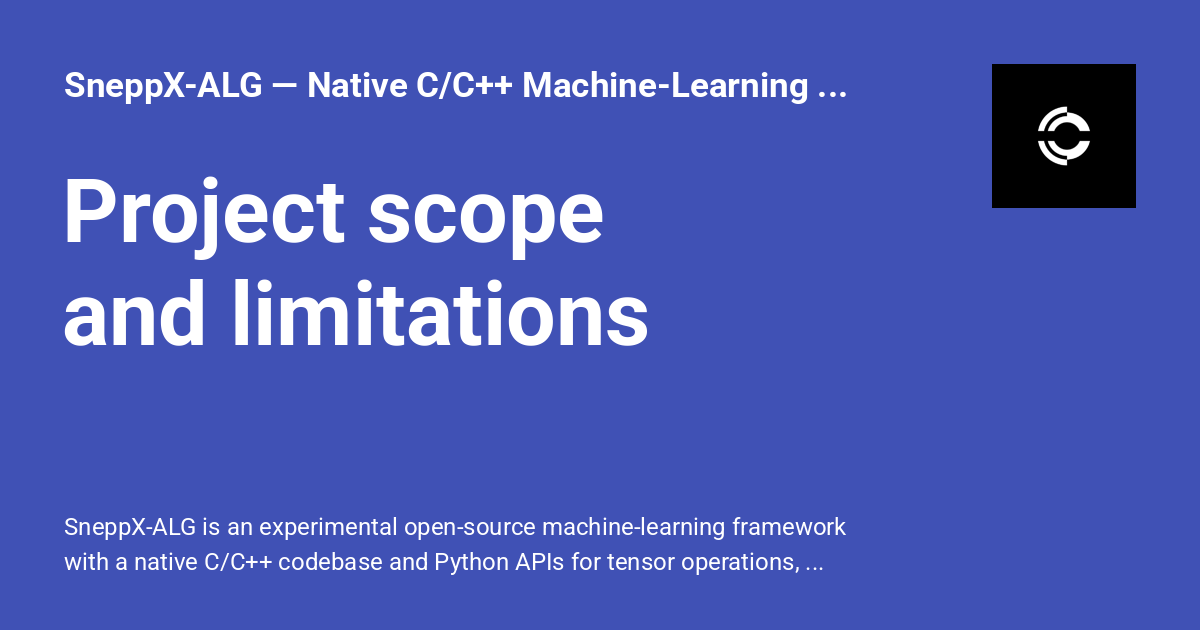 SneppX-ALG — Native C/C++ Machine-Learning ...
Project scope
and limitations
SneppX-ALG is an experimental open-source machine-learning framework
with a native C/C++ codebase and Python APIs for tensor operations, ...